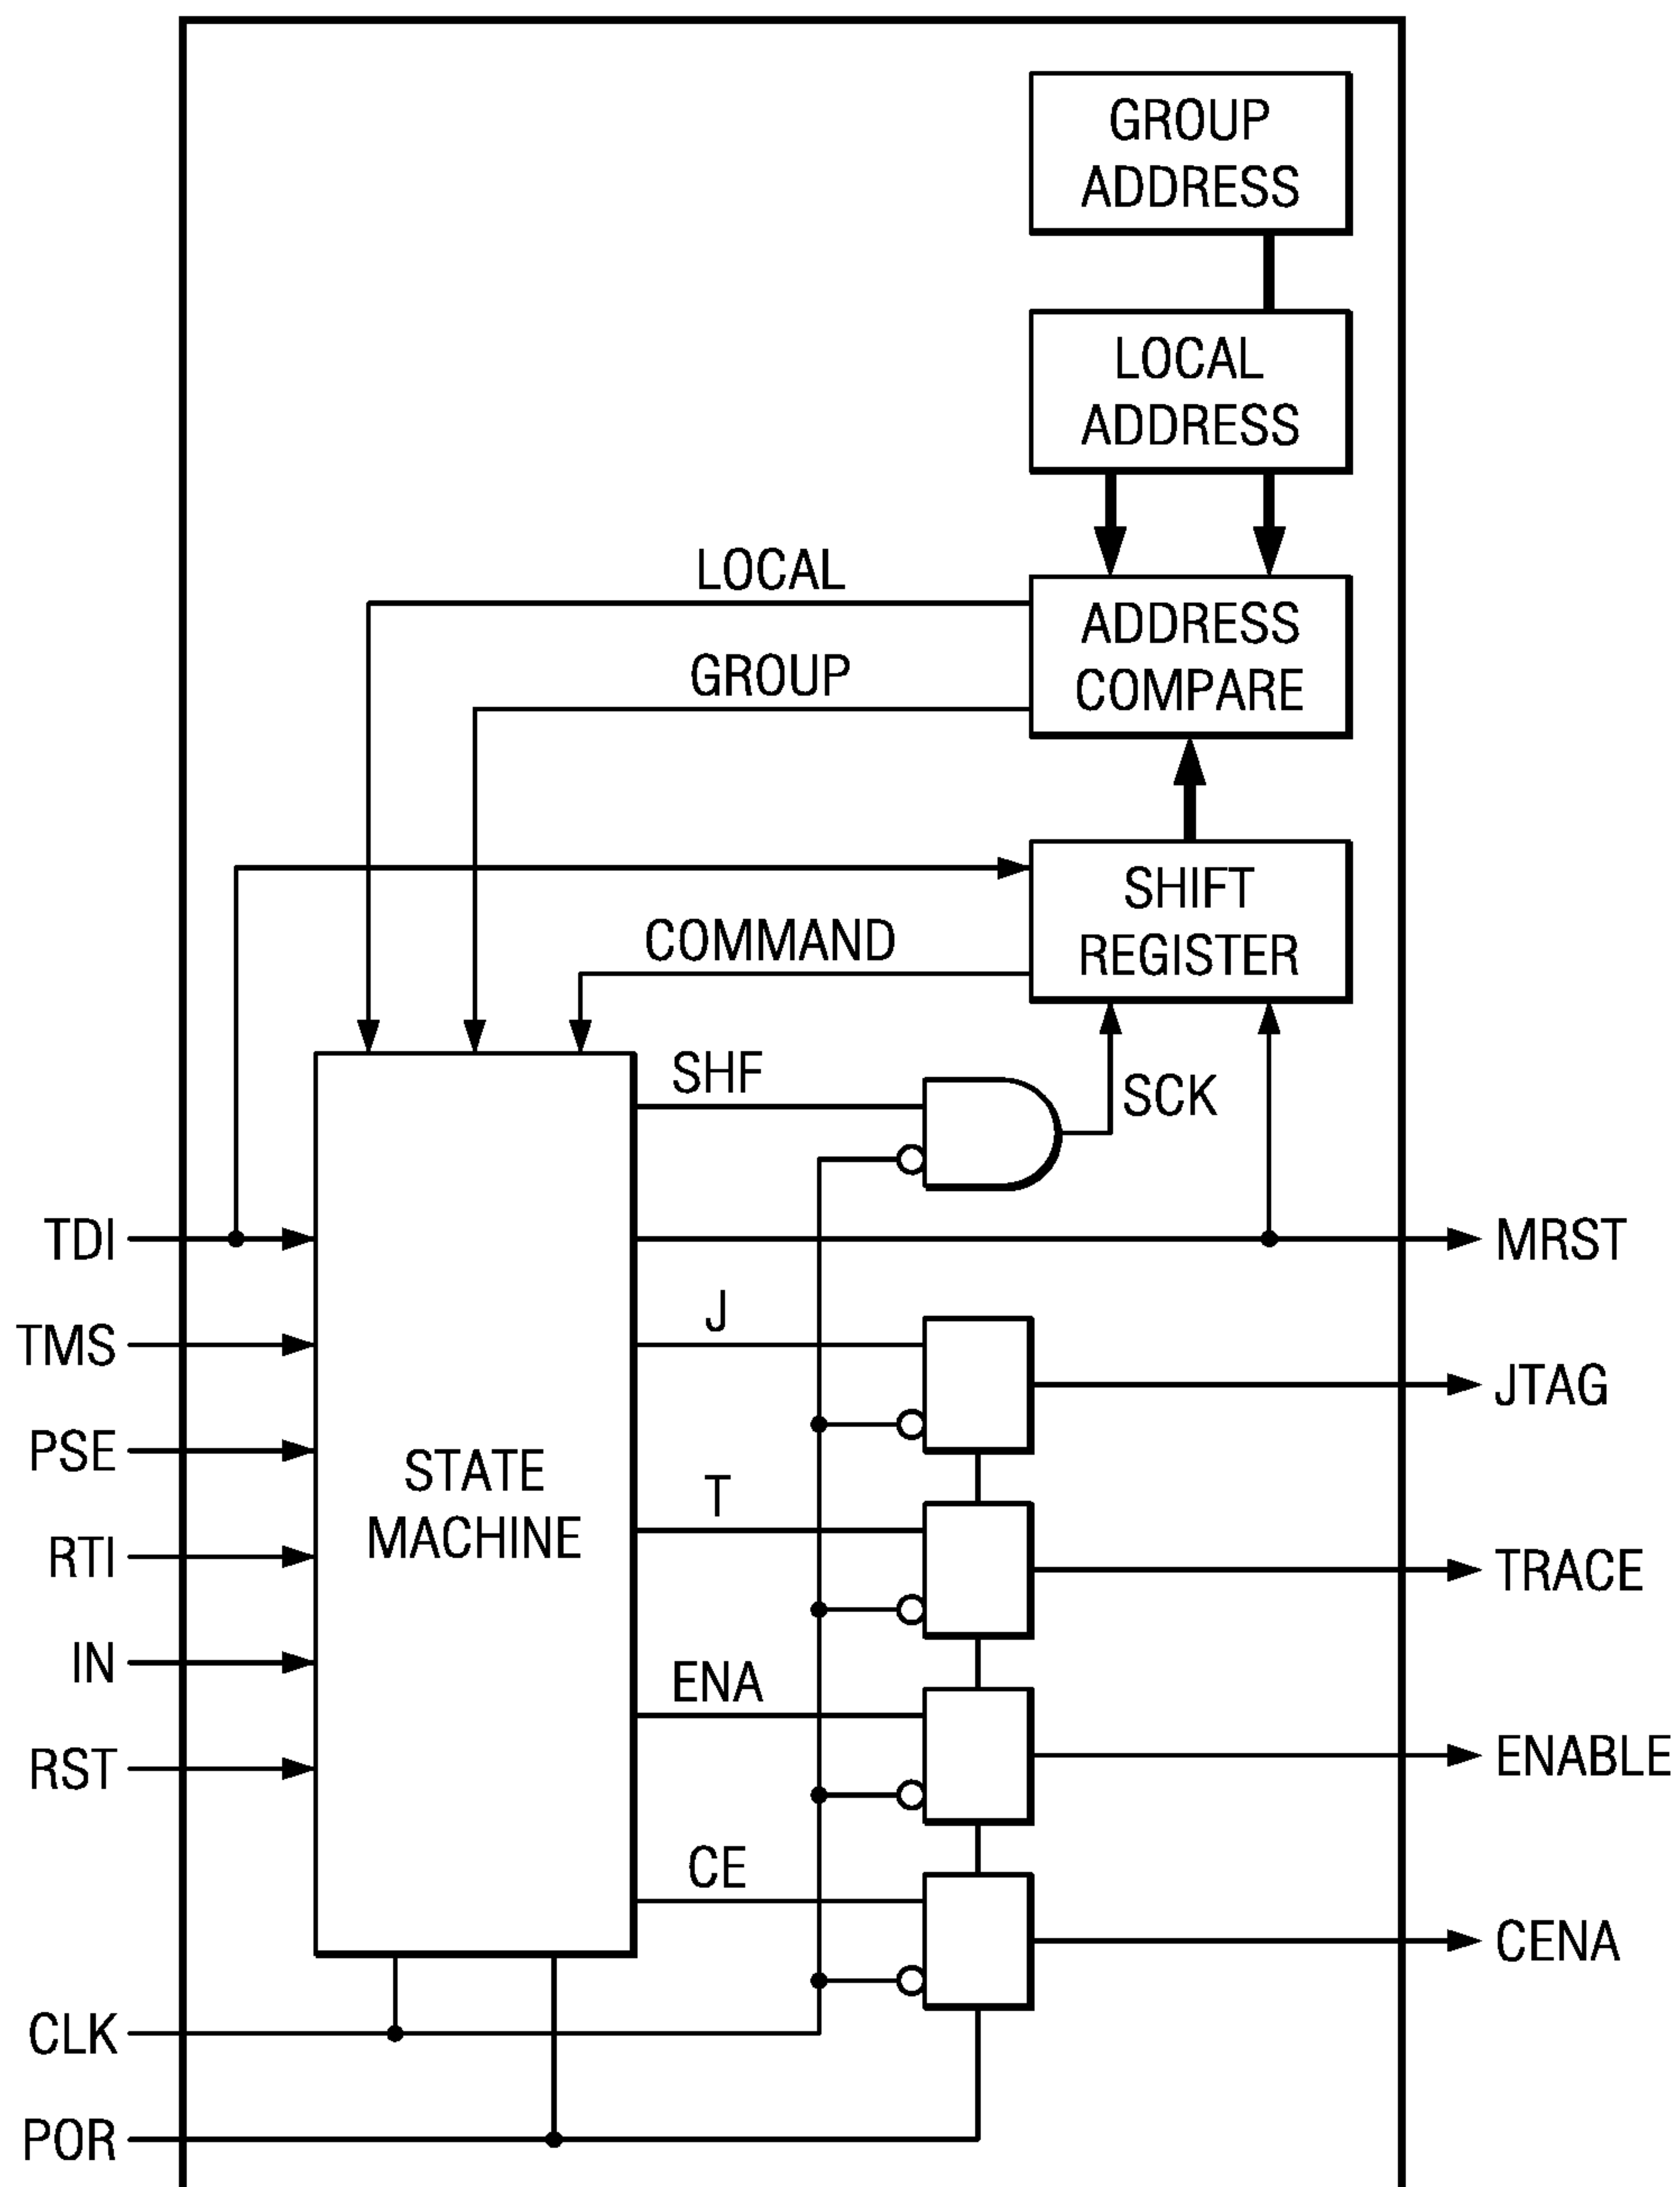 GROUP
ADDRESS
LOCAL
ADDRESS
LOCAL
ADDRESS
COMPARE
GROUP
SHIFT
REGISTER
COMMAND
SHF
SCK
TDI
MRST
TMS
J
JTAG
PSE
STATE
MACHINE
T
RTI
TRACE
IN
ENA
RST
ENABLE
CE
CENA
CLK
POR